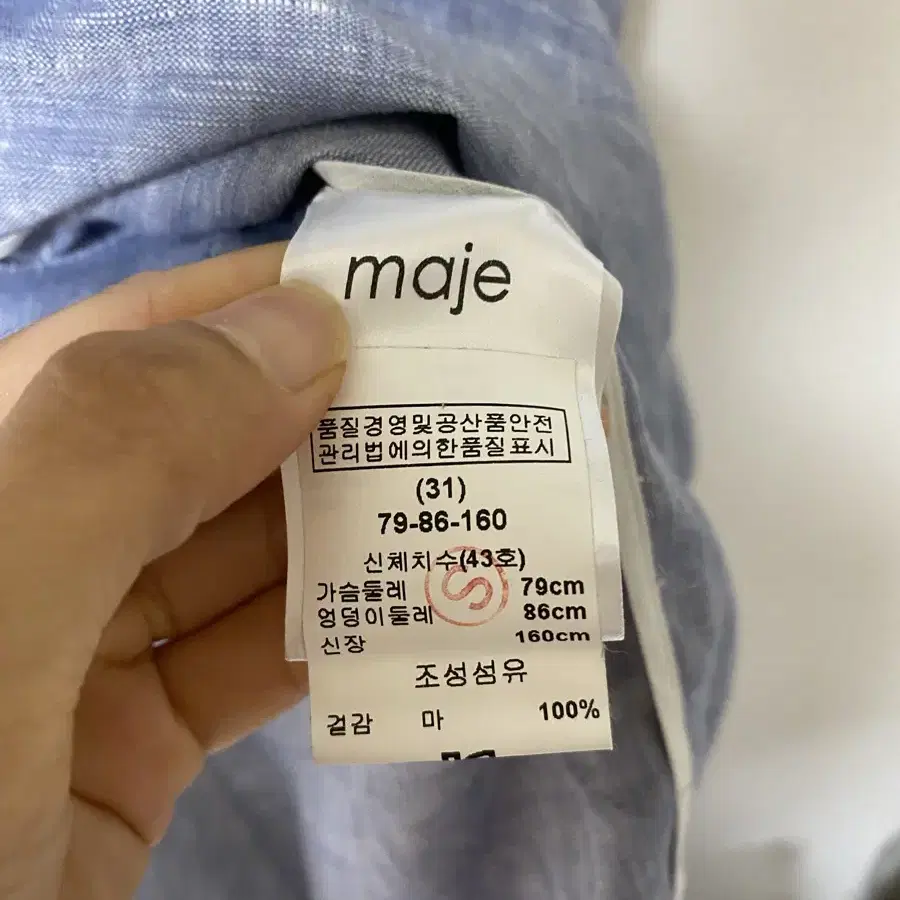 maje
품질경영및공산품안전
관리법에의한품질표시
(31)
79-86-160
신체치수(43호)
S
가슴둘레 79cm
엉덩이둘레 86cm
신장 160cm
조성섬유
겉감 마 100%